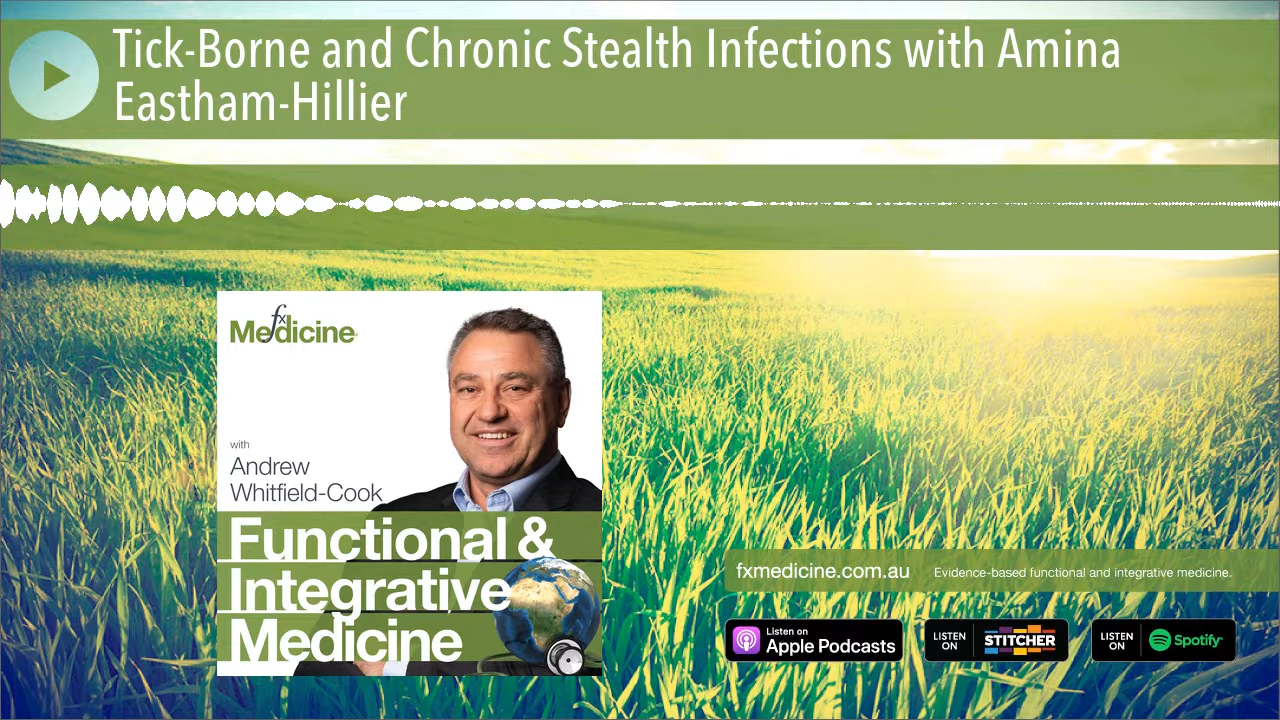 Tick-Borne and Chronic Stealth Infections with Amina
Eastham-Hillier
fx
Medicine
with
Andrew
Whitfield-Cook
Functional &
Integrative
Medicine
fxmedicine.com.au
Evidence-based functional and integrative medicine.
Listen on
Apple Podcasts
LISTEN
ON
STITCHER
LISTEN
ON
Spotify